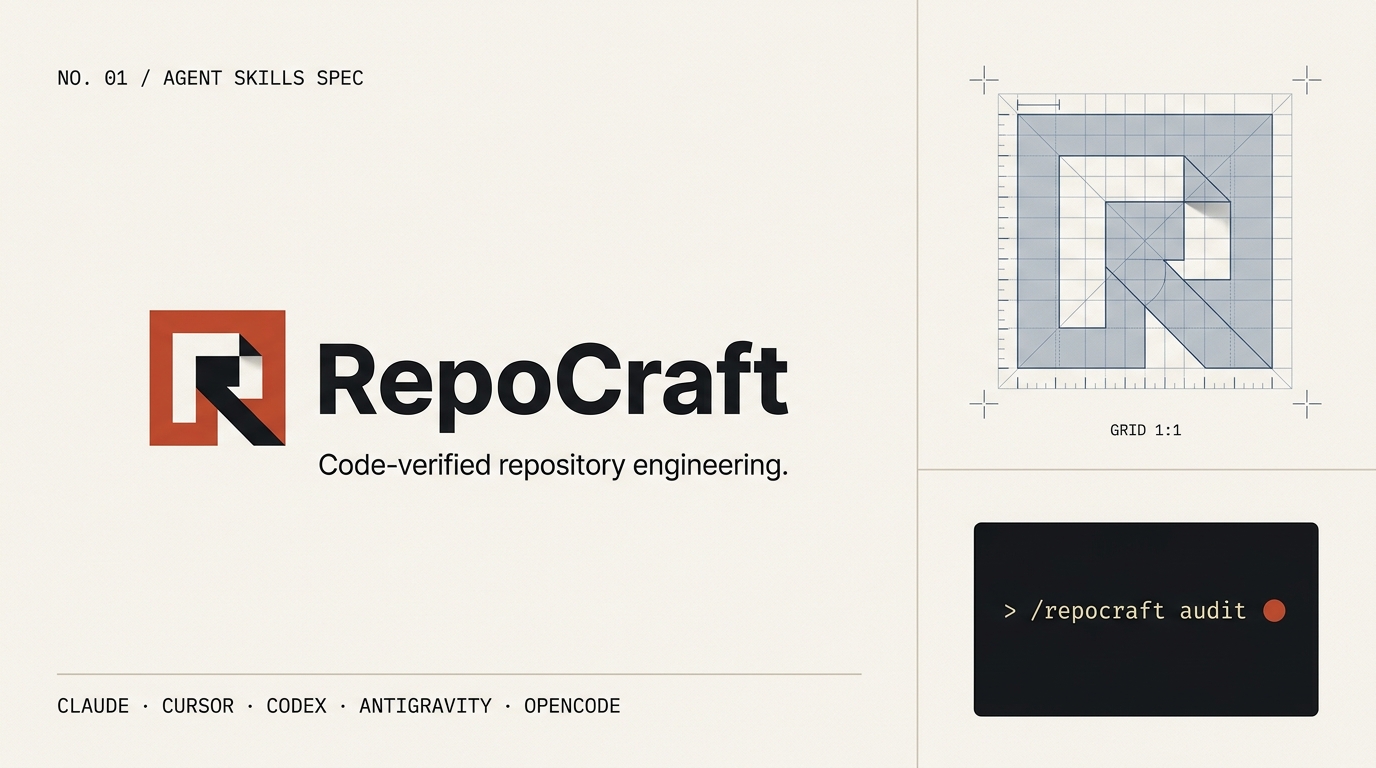 NO. 01 / AGENT SKILLS SPEC
RepoCraft
Code-verified repository engineering.
CLAUDE · CURSOR · CODEX · ANTIGRAVITY · OPENCODE
GRID 1:1
> /repocraft audit